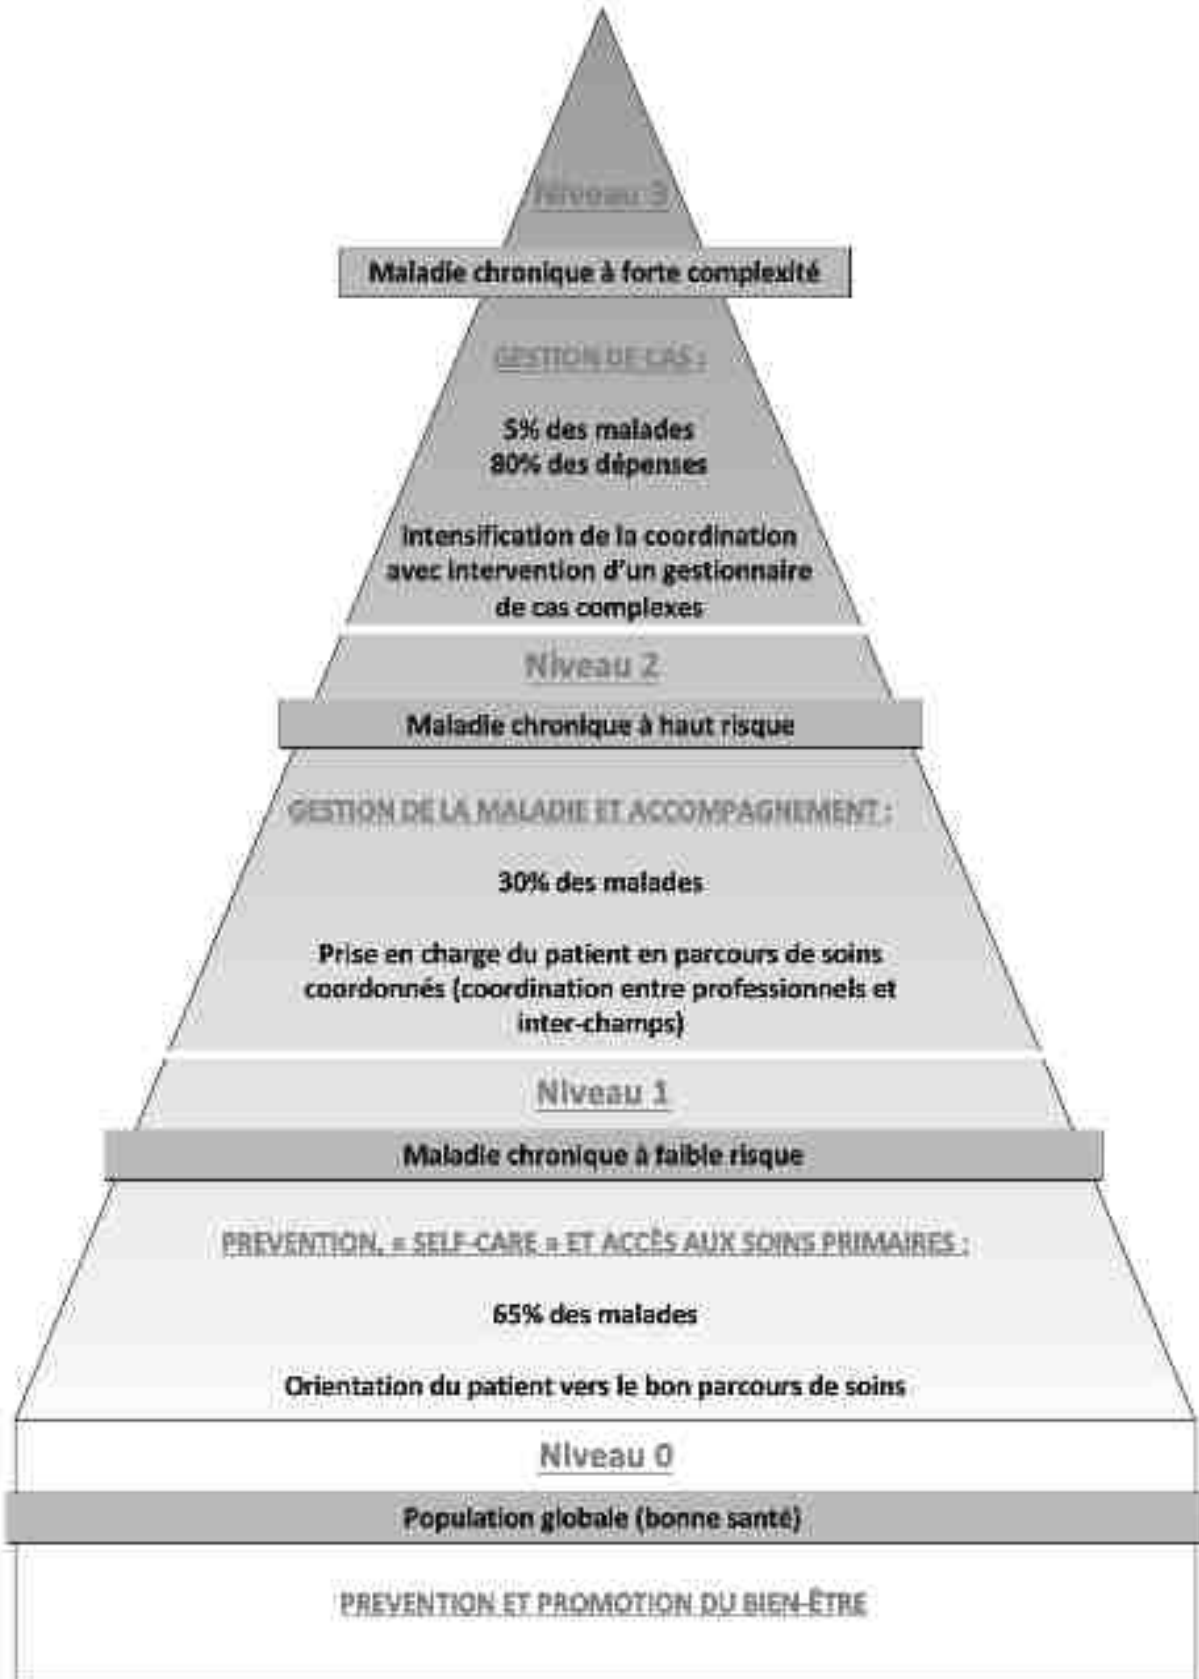 Niveau 3
Maladie chronique à forte complexité
GESTION DE CAS :
5% des malades
80% des dépenses
Intensification de la coordination
avec intervention d'un gestionnaire
de cas complexes
Niveau 2
Maladie chronique à haut risque
GESTION DE LA MALADIE ET ACCOMPAGNEMENT :
30% des malades
Prise en charge du patient en parcours de soins
coordonnés (coordination entre professionnels et
inter-champs)
Niveau 1
Maladie chronique à faible risque
PREVENTION, « SELF-CARE » ET ACCÈS AUX SOINS PRIMAIRES :
65% des malades
Orientation du patient vers le bon parcours de soins
Niveau 0
Population globale (bonne santé)
PREVENTION ET PROMOTION DU BIEN-ÊTRE